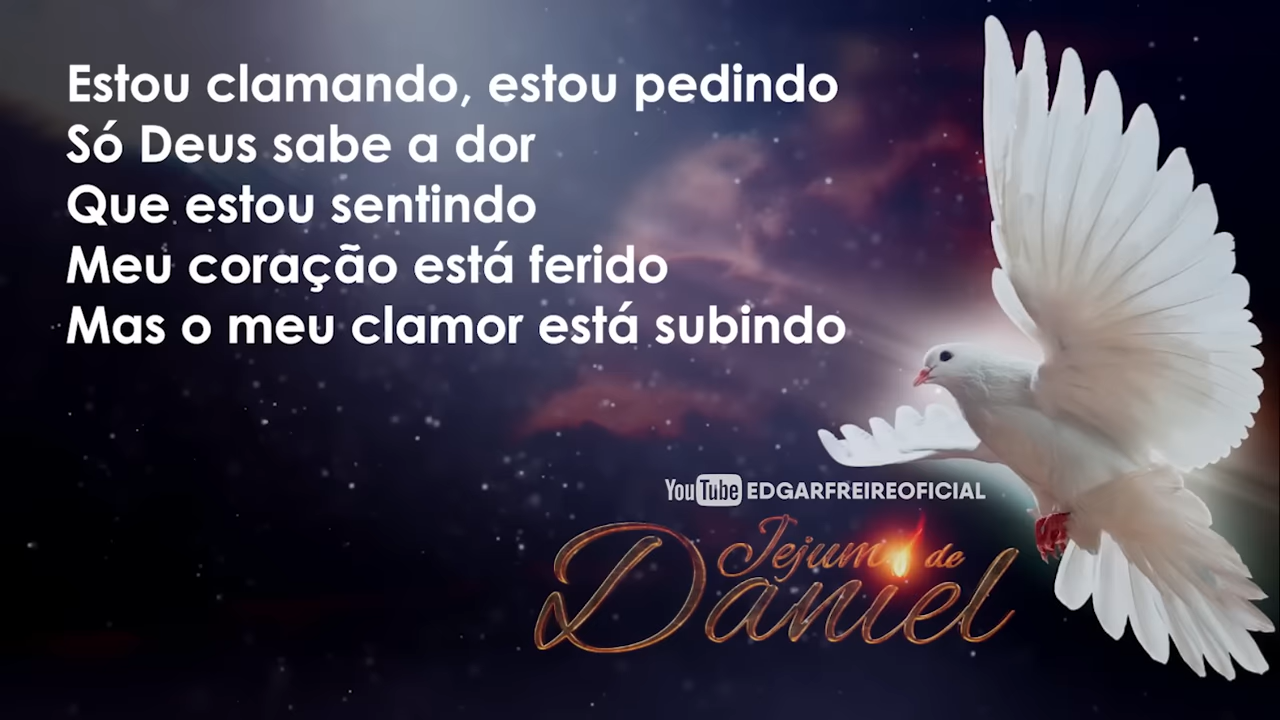 Estou clamando, estou pedindo
Só Deus sabe a dor
Que estou sentindo
Meu coração está ferido
Mas o meu clamor está subindo
YouTube EDGARFREIREOFICIAL
Jejum de
Daniel